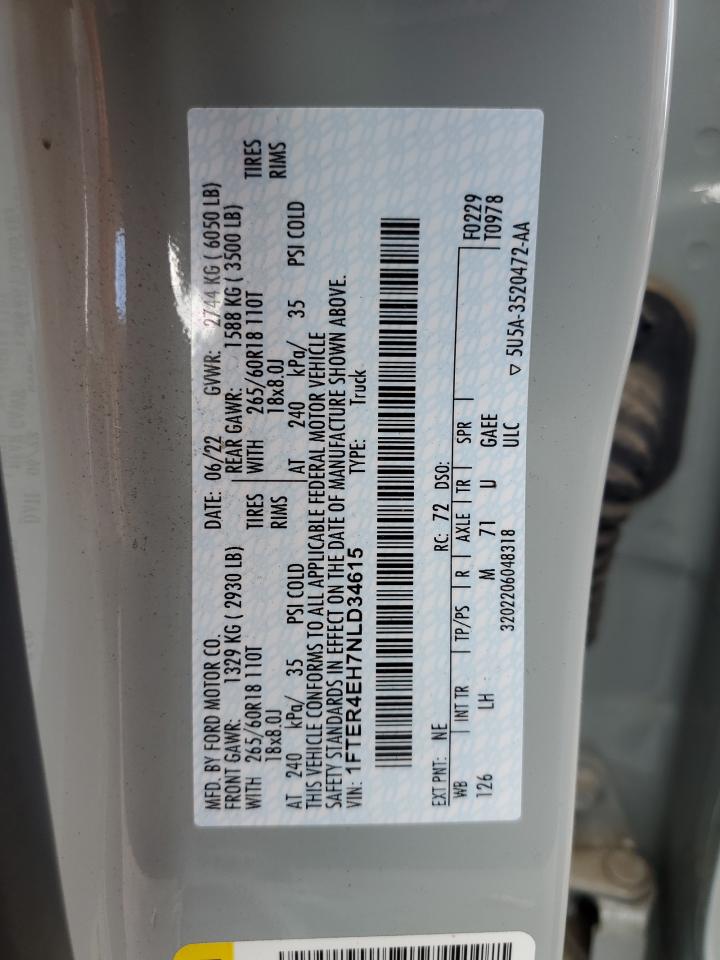 MFD. BY FORD MOTOR CO.
DATE: 06/22 GVWR: 2744 KG ( 6050 LB)
FRONT GAWR: 1329 KG ( 2930 LB) REAR GAWR: 1588 KG ( 3500 LB)
WITH 265/60R18 110T TIRES WITH 265/60R18 110T TIRES
18x8.0J RIMS 18x8.0J RIMS
AT 240 kPa/ 35 PSI COLD AT 240 kPa/ 35 PSI COLD
THIS VEHICLE CONFORMS TO ALL APPLICABLE FEDERAL MOTOR VEHICLE
SAFETY STANDARDS IN EFFECT ON THE DATE OF MANUFACTURE SHOWN ABOVE.
VIN: 1FTER4EH7NLD34615 TYPE: Truck
EXT PNT: NE RC: 72 DSO:
WB INT TR TP/PS R AXLE TR SPR F0229
126 LH M 71 U GAEE T0978
3202206048318 ULC
▽ 5U5A-3520472-AA